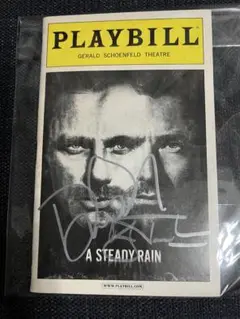 PLAYBILL
GERALD SCHOENFELD THEATRE
A STEADY RAIN
WWW.PLAYBILL.COM